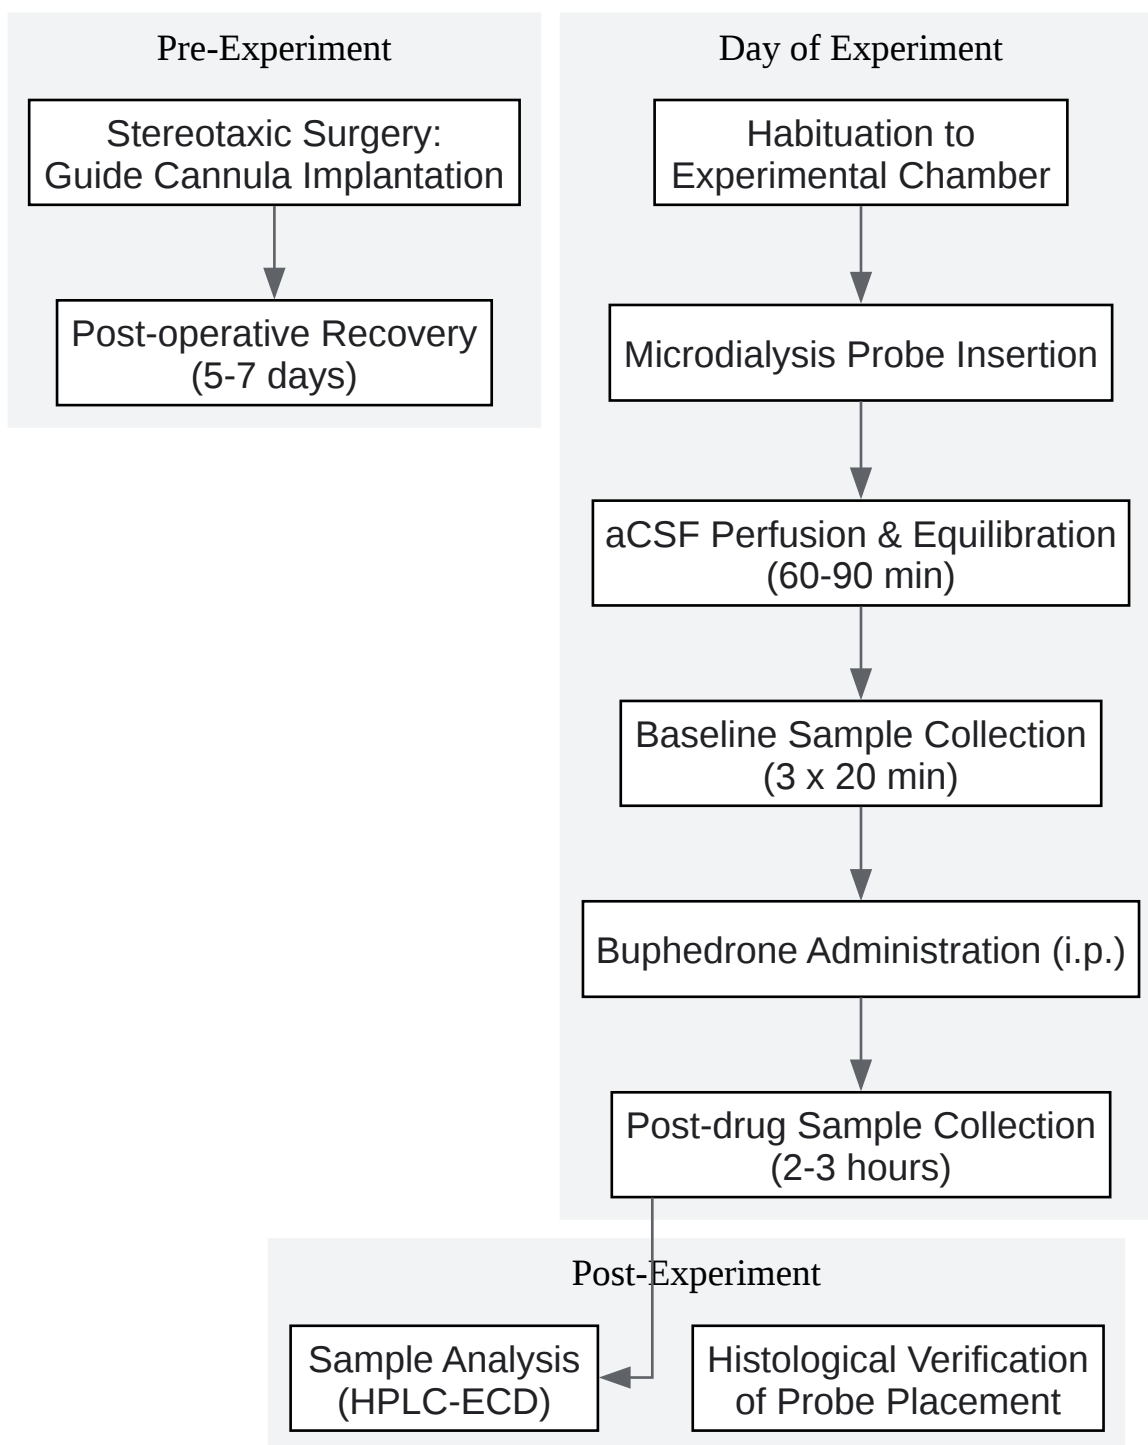 Pre-Experiment
Stereotaxic Surgery:
Guide Cannula Implantation
Post-operative Recovery
(5-7 days)
Day of Experiment
Habituation to
Experimental Chamber
Microdialysis Probe Insertion
aCSF Perfusion & Equilibration
(60-90 min)
Baseline Sample Collection
(3 x 20 min)
Buphedrone Administration (i.p.)
Post-drug Sample Collection
(2-3 hours)
Post-Experiment
Sample Analysis
(HPLC-ECD)
Histological Verification
of Probe Placement